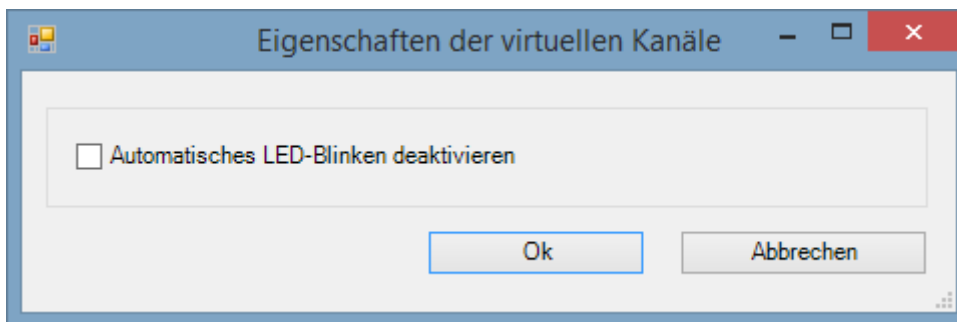 Eigenschaften der virtuellen Kanäle
Automatisches LED-Blinken deaktivieren
Ok
Abbrechen